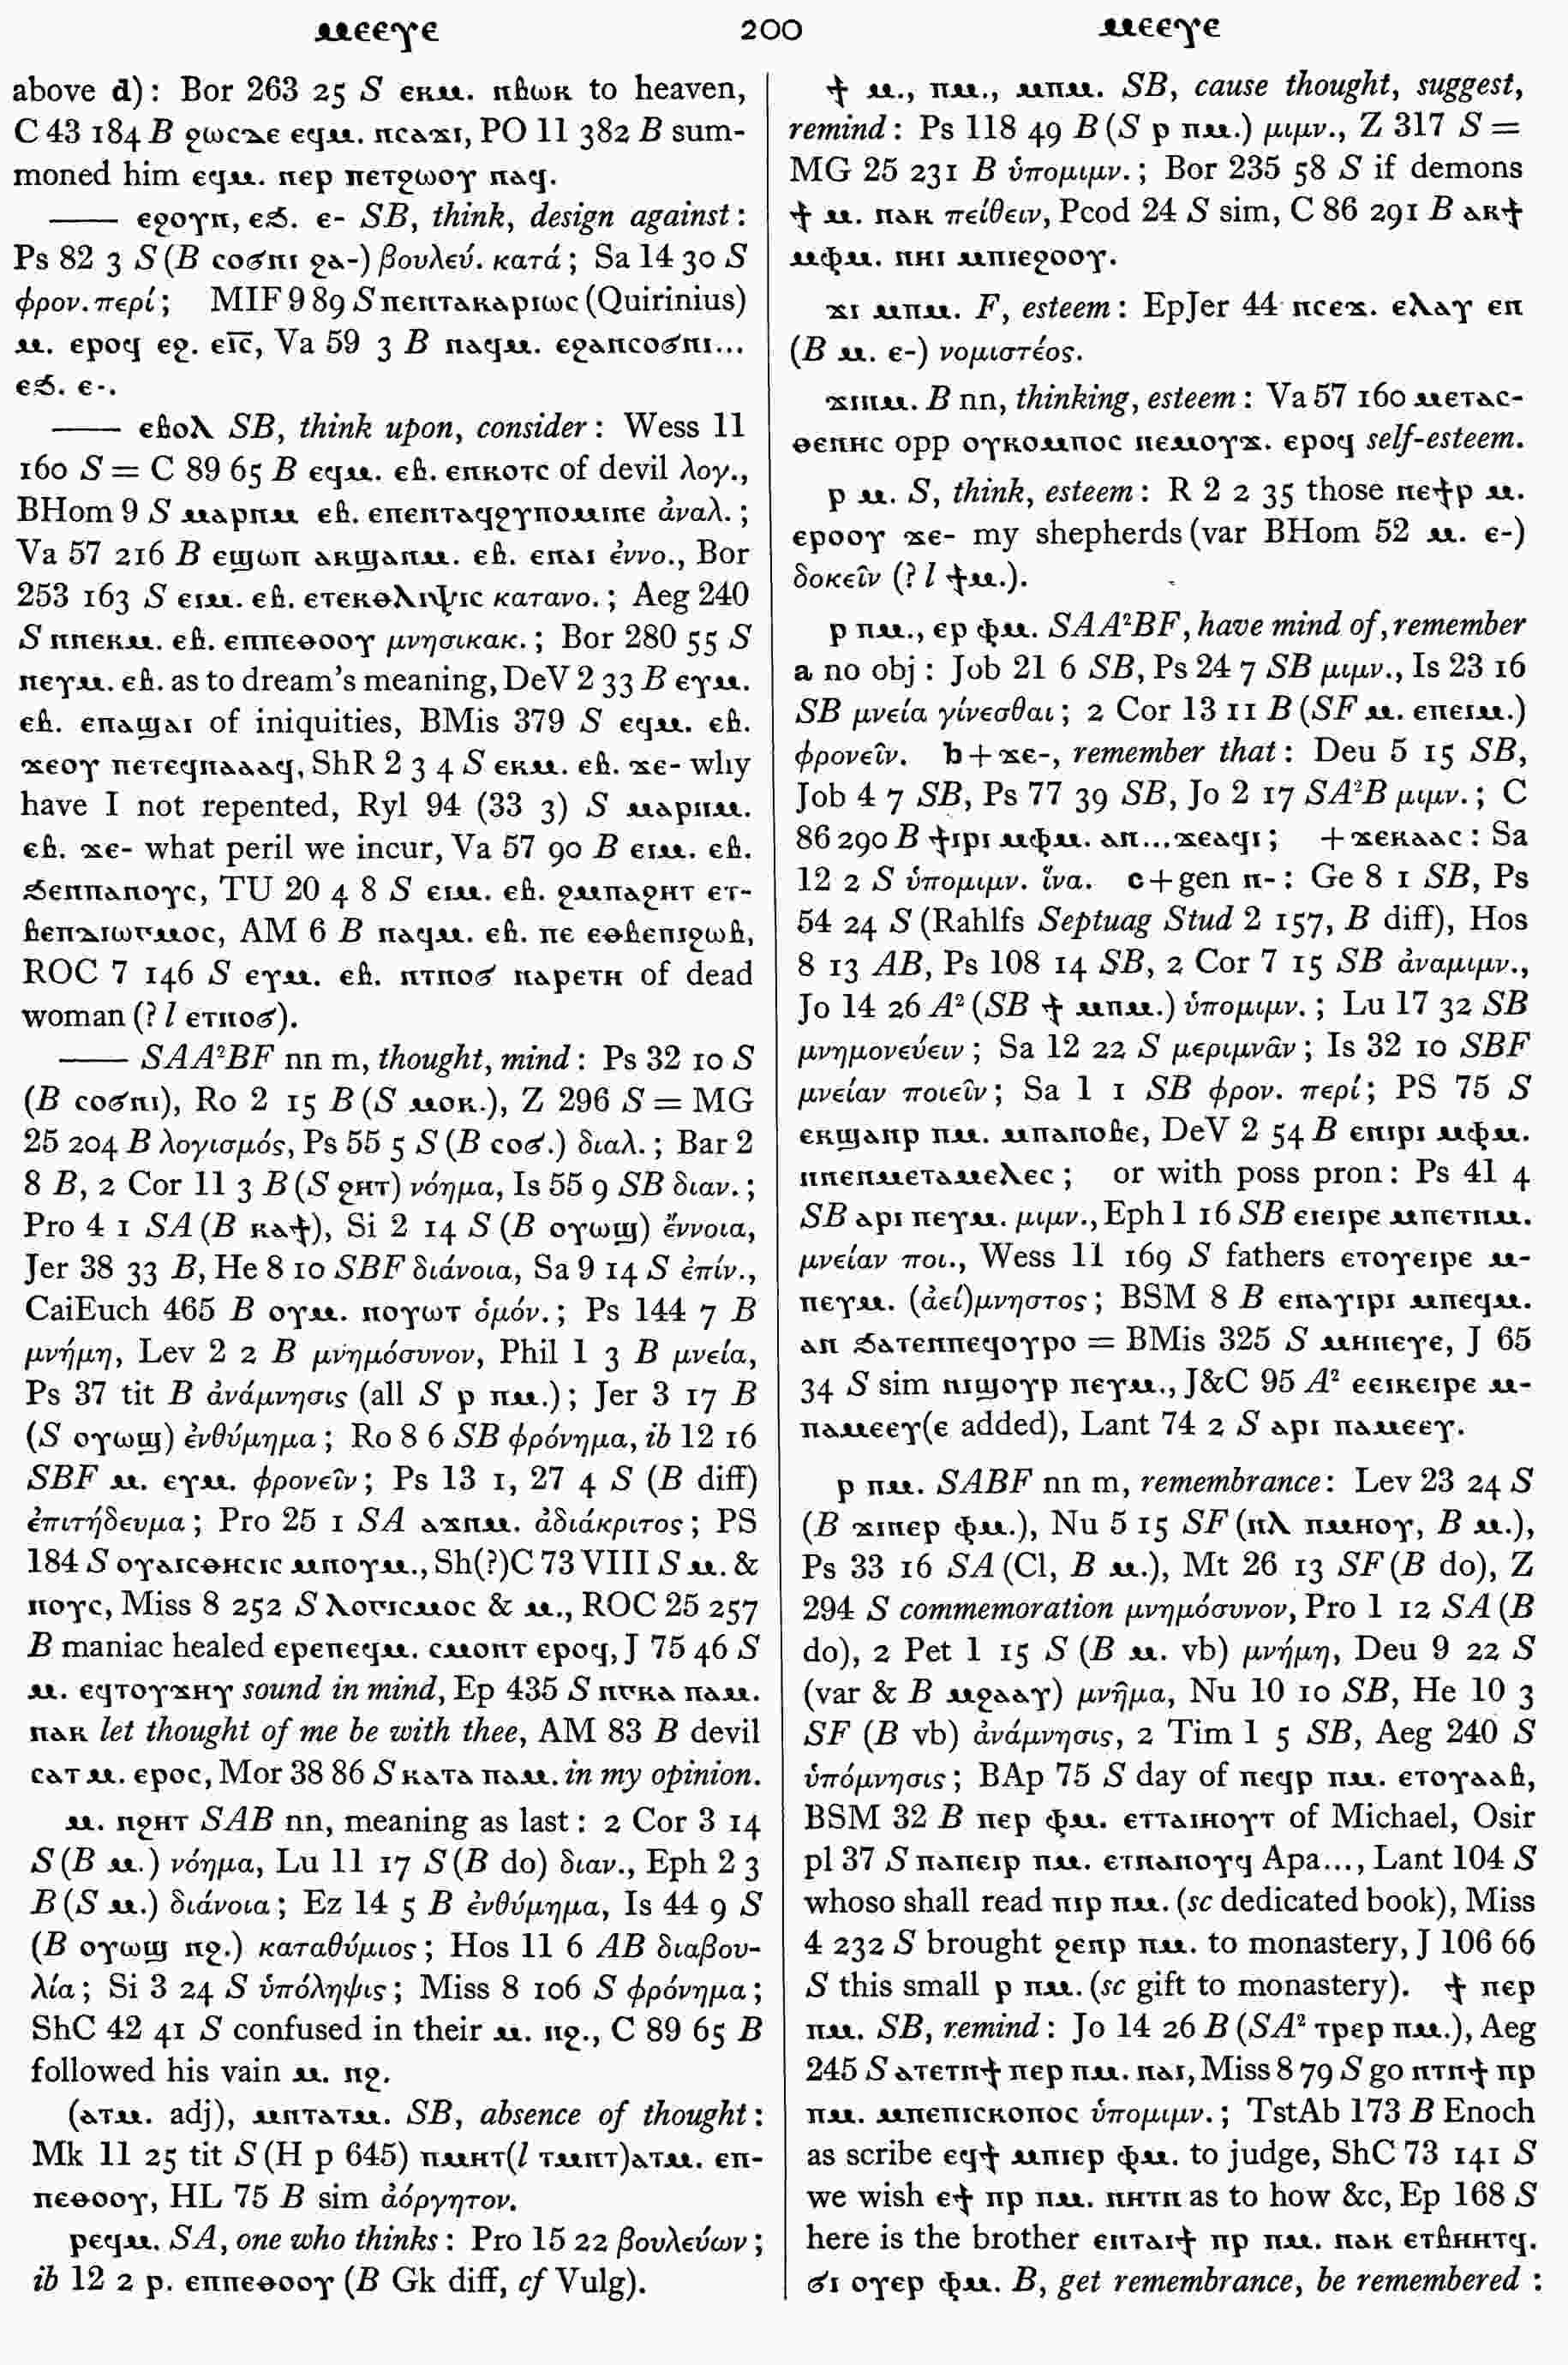 ⲙⲉⲉⲩⲉ 200 ⲙⲉⲉⲩⲉ
above d): Bor 263 25 S ⲉⲕⲙ. ⲛⲃⲱⲕ to heaven,
C 43 184 B ϩⲱⲥⲇⲉ ⲉϥⲙ. ⲛⲥⲁϫⲓ, PO 11 382 B sum-
moned him ⲉϥⲙ. ⲛⲉⲣ ⲡⲉⲧϩⲱⲟⲩ ⲛⲁϥ.
—— ⲉϩⲟⲩⲛ, ⲉϧ. ⲉ- SB, think, design against:
Ps 82 3 S (B ⲥⲟϭⲛⲓ ϩⲁ-) βουλεύ. κατά; Sa 14 30 S
φρον. περί; MIF 9 89 S ⲡⲉⲛⲧⲁⲕⲁⲣⲓⲱⲥ (Quirinius)
ⲙ. ⲉⲣⲟϥ ⲉϩ. ⲉⲓ̅ⲥ̅, Va 59 3 B ⲛⲁϥⲙ. ⲉϩⲁⲛⲥⲟϭⲛⲓ...
ⲉϧ. ⲉ-.
—— ⲉⲃⲟⲗ SB, think upon, consider: Wess 11
160 S = C 89 65 B ⲉϥⲙ. ⲉⲃ. ⲉⲡⲕⲟⲧⲥ of devil λογ.,
BHom 9 S ⲙⲁⲣⲛⲙ ⲉⲃ. ⲉⲡⲉⲛⲧⲁϥϩⲩⲡⲟⲙⲓⲛⲉ ἀναλ.;
Va 57 216 B ⲉϣⲱⲡ ⲁⲕϣⲁⲛⲙ. ⲉⲃ. ⲉⲫⲁⲓ ἐννο., Bor
253 163 S ⲉⲓⲙ. ⲉⲃ. ⲉⲧⲉⲕⲑⲗⲓⲯⲓⲥ κατανο.; Aeg 240
S ⲛⲛⲉⲕⲙ. ⲉⲃ. ⲉⲡⲡⲉⲑⲟⲟⲩ μνησικακ.; Bor 280 55 S
ⲛⲉⲩⲙ. ⲉⲃ. as to dream's meaning, DeV 2 33 B ⲉⲩⲙ.
ⲉⲃ. ⲉⲡⲁϣⲁⲓ of iniquities, BMis 379 S ⲉϥⲙ. ⲉⲃ.
ϫⲉⲟⲩ ⲡⲉⲧⲉϥⲛⲁⲁⲁϥ, ShR 2 3 4 S ⲉⲕⲙ. ⲉⲃ. ϫⲉ- why
have I not repented, Ryl 94 (33 3) S ⲙⲁⲣⲛⲙ.
ⲉⲃ. ϫⲉ- what peril we incur, Va 57 90 B ⲉⲓⲙ. ⲉⲃ.
ϧⲉⲛⲡⲁⲛⲟⲩⲥ, TU 20 4 8 S ⲉⲓⲙ. ⲉⲃ. ϩⲙⲡⲁϩⲏⲧ ⲉⲧ-
ⲃⲉⲡⲇⲓⲱⲅⲙⲟⲥ, AM 6 B ⲛⲁϥⲙ. ⲉⲃ. ⲡⲉ ⲉⲑⲃⲉⲡⲓϩⲱⲃ,
ROC 7 146 S ⲉⲩⲙ. ⲉⲃ. ⲛⲧⲛⲟϭ ⲛⲁⲣⲉⲧⲏ of dead
woman (? l ⲉⲧⲛⲟϭ).
—— SAA²BF nn m, thought, mind: Ps 32 10 S
(B ⲥⲟϭⲛⲓ), Ro 2 15 B (S ⲙⲟⲕ.), Z 296 S = MG
25 204 B λογισμός, Ps 55 5 S (B ⲥⲟϭ.) διαλ.; Bar 2
8 B, 2 Cor 11 3 B (S ϩⲏⲧ) νόημα, Is 55 9 SB διαν.;
Pro 4 1 SA (B ⲕⲁϯ), Si 2 14 S (B ⲟⲩⲱϣ) ἔννοια,
Jer 38 33 B, He 8 10 SBF διάνοια, Sa 9 14 S ἐπίν.,
CaiEuch 465 B ⲟⲩⲙ. ⲛⲟⲩⲱⲧ ὁμόν.; Ps 144 7 B
μνήμη, Lev 2 2 B μνημόσυνον, Phil 1 3 B μνεία,
Ps 37 tit B ἀνάμνησις (all S ⲣ ⲡⲙ.); Jer 3 17 B
(S ⲟⲩⲱϣ) ἐνθύμημα; Ro 8 6 SB φρόνημα, ib 12 16
SBF ⲙ. ⲉⲩⲙ. φρονεῖν; Ps 13 1, 27 4 S (B diff)
ἐπιτήδευμα; Pro 25 1 SA ⲁϫⲛⲙ. ἀδιάκριτος; PS
184 S ⲟⲩⲁⲓⲥⲑⲏⲥⲓⲥ ⲙⲛⲟⲩⲙ., Sh(?)C 73 VIII S ⲙ. &
ⲛⲟⲩⲥ, Miss 8 252 S ⲗⲟⲅⲓⲥⲙⲟⲥ & ⲙ., ROC 25 257
B maniac healed ⲉⲣⲉⲡⲉϥⲙ. ⲥⲙⲟⲛⲧ ⲉⲣⲟϥ, J 75 46 S
ⲙ. ⲉϥⲧⲟⲩϫⲏⲩ sound in mind, Ep 435 S ⲛⲅⲕⲁ ⲡⲁⲙ.
ⲛⲁⲕ let thought of me be with thee, AM 83 B devil
ⲥⲁⲧ ⲙ. ⲉⲣⲟⲥ, Mor 38 86 S ⲕⲁⲧⲁ ⲡⲁⲙ. in my opinion.
ⲙ. ⲛϩⲏⲧ SAB nn, meaning as last: 2 Cor 3 14
S (B ⲙ.) νόημα, Lu 11 17 S (B do) διαν., Eph 2 3
B (S ⲙ.) διάνοια; Ez 14 5 B ἐνθύμημα, Is 44 9 S
(B ⲟⲩⲱϣ ⲛϩ.) καταθύμιος; Hos 11 6 AB διαβου-
λία; Si 3 24 S ὑπόληψις; Miss 8 106 S φρόνημα;
ShC 42 41 S confused in their ⲙ. ⲛϩ., C 89 65 B
followed his vain ⲙ. ⲛϩ.
(ⲁⲧⲙ. adj), ⲙⲛⲧⲁⲧⲙ. SB, absence of thought:
Mk 11 25 tit S (H p 645) ⲡⲙⲏⲧ(l ⲧⲙⲛⲧ)ⲁⲧⲙ. ⲉⲡ-
ⲡⲉⲑⲟⲟⲩ, HL 75 B sim ἀόργητον.
ⲣⲉϥⲙ. SA, one who thinks: Pro 15 22 βουλεύων;
ib 12 2 ⲣ. ⲉⲡⲡⲉⲑⲟⲟⲩ (B Gk diff, cf Vulg).
ϯ ⲙ., ⲡⲙ., ⲙⲡⲙ. SB, cause thought, suggest,
remind: Ps 118 49 B (S ⲣ ⲡⲙ.) μιμν., Z 317 S =
MG 25 231 B ὑπομιμν.; Bor 235 58 S if demons
ϯ ⲙ. ⲛⲁⲕ πείθειν, Pcod 24 S sim, C 86 291 B ⲁⲕϯ
ⲙⲫⲙ. ⲛⲏⲓ ⲙⲡⲓⲉϩⲟⲟⲩ.
ϫⲓ ⲙⲡⲙ. F, esteem: EpJer 44 ⲛⲥⲉϫ. ⲉⲗⲁⲩ ⲉⲛ
(B ⲙ. ⲉ-) νομιστέος.
ϫⲓⲛⲙ. B nn, thinking, esteem: Va 57 160 ⲙⲉⲧⲁⲥ-
ⲑⲉⲛⲏⲥ opp ⲟⲩⲕⲟⲙⲡⲟⲥ ⲛⲉⲙⲟⲩϫ. ⲉⲣⲟϥ self-esteem.
ⲣ ⲙ. S, think, esteem: R 2 2 35 those ⲛⲉϯⲣ ⲙ.
ⲉⲣⲟⲟⲩ ϫⲉ- my shepherds (var BHom 52 ⲙ. ⲉ-)
δοκεῖν (? l ϯⲙ.).
ⲣ ⲡⲙ., ⲉⲣ ⲫⲙ. SAA²BF, have mind of, remember
a no obj: Job 21 6 SB, Ps 24 7 SB μιμν., Is 23 16
SB μνεία γίνεσθαι; 2 Cor 13 11 B (SF ⲙ. ⲉⲡⲉⲓⲙ.)
φρονεῖν. b + ϫⲉ-, remember that: Deu 5 15 SB,
Job 4 7 SB, Ps 77 39 SB, Jo 2 17 SA²B μιμν.; C
86 290 B ϯⲓⲣⲓ ⲙⲫⲙ. ⲁⲛ...ϫⲉⲁϥⲓ; + ϫⲉⲕⲁⲁⲥ: Sa
12 2 S ὑπομιμν. ἵνα. c + gen ⲛ-: Ge 8 1 SB, Ps
54 24 S (Rahlfs Septuag Stud 2 157, B diff), Hos
8 13 AB, Ps 108 14 SB, 2 Cor 7 15 SB ἀναμιμν.,
Jo 14 26 A² (SB ϯ ⲙⲡⲙ.) ὑπομιμν.; Lu 17 32 SB
μνημονεύειν; Sa 12 22 S μεριμνᾶν; Is 32 10 SBF
μνείαν ποιεῖν; Sa 1 1 SB φρον. περί; PS 75 S
ⲉⲕϣⲁⲛⲣ ⲡⲙ. ⲙⲡⲁⲛⲟⲃⲉ, DeV 2 54 B ⲉⲛⲓⲣⲓ ⲙⲫⲙ.
ⲛⲛⲉⲛⲙⲉⲧⲁⲙⲉⲗⲉⲥ; or with poss pron: Ps 41 4
SB ⲁⲣⲓ ⲡⲉⲩⲙ. μιμν., Eph 1 16 SB ⲉⲓⲉⲓⲣⲉ ⲙⲡⲉⲧⲛⲙ.
μνείαν ποι., Wess 11 169 S fathers ⲉⲧⲟⲩⲉⲓⲣⲉ ⲙ-
ⲡⲉⲩⲙ. (ἀεί)μνηστος; BSM 8 B ⲉⲛⲁⲩⲓⲣⲓ ⲙⲡⲉϥⲙ.
ⲁⲛ ϧⲁⲧⲉⲛⲡⲉϥⲟⲩⲣⲟ = BMis 325 S ⲙⲏⲏⲉⲩⲉ, J 65
34 S sim ⲛⲓϣⲟⲩⲣ ⲡⲉⲩⲙ., J&C 95 A² ⲉⲉⲓⲕⲉⲓⲣⲉ ⲙ-
ⲡⲁⲙⲉⲉⲩ(ⲉ added), Lant 74 2 S ⲁⲣⲓ ⲡⲁⲙⲉⲉⲩ.
ⲣ ⲡⲙ. SABF nn m, remembrance: Lev 23 24 S
(B ϫⲓⲛⲉⲣ ⲫⲙ.), Nu 5 15 SF (ⲏⲗ ⲡⲙⲏⲟⲩ, B ⲙ.),
Ps 33 16 SA (Cl, B ⲙ.), Mt 26 13 SF (B do), Z
294 S commemoration μνημόσυνον, Pro 1 12 SA (B
do), 2 Pet 1 15 S (B ⲙ. vb) μνήμη, Deu 9 22 S
(var & B ⲙϩⲁⲁⲩ) μνῆμα, Nu 10 10 SB, He 10 3
SF (B vb) ἀνάμνησις, 2 Tim 1 5 SB, Aeg 240 S
ὑπόμνησις; BAp 75 S day of ⲡⲉϥⲣ ⲡⲙ. ⲉⲧⲟⲩⲁⲁⲃ,
BSM 32 B ⲡⲉⲣ ⲫⲙ. ⲉⲧⲧⲁⲓⲏⲟⲩⲧ of Michael, Osir
pl 37 S ⲡⲁⲡⲉⲓⲣ ⲡⲙ. ⲉⲧⲛⲁⲛⲟⲩϥ Apa..., Lant 104 S
whoso shall read ⲡⲓⲣ ⲡⲙ. (sc dedicated book), Miss
4 232 S brought ϩⲉⲛⲣ ⲡⲙ. to monastery, J 106 66
S this small ⲣ ⲡⲙ. (sc gift to monastery). ϯ ⲡⲉⲣ
ⲡⲙ. SB, remind: Jo 14 26 B (SA² ⲧⲣⲉⲣ ⲡⲙ.), Aeg
245 S ⲁⲧⲉⲧⲛϯ ⲡⲉⲣ ⲡⲙ. ⲛⲁⲓ, Miss 8 79 S go ⲛⲧⲛϯ ⲡⲣ
ⲡⲙ. ⲙⲡⲉⲡⲓⲥⲕⲟⲡⲟⲥ ὑπομιμν.; TstAb 173 B Enoch
as scribe ⲉϥϯ ⲙⲡⲓⲉⲣ ⲫⲙ. to judge, ShC 73 141 S
we wish ⲉϯ ⲡⲣ ⲡⲙ. ⲛⲏⲧⲛ as to how &c, Ep 168 S
here is the brother ⲉⲛⲧⲁⲓϯ ⲡⲣ ⲡⲙ. ⲛⲁⲕ ⲉⲧⲃⲏⲏⲧϥ.
ϭⲓ ⲟⲩⲉⲣ ⲫⲙ. B, get remembrance, be remembered: